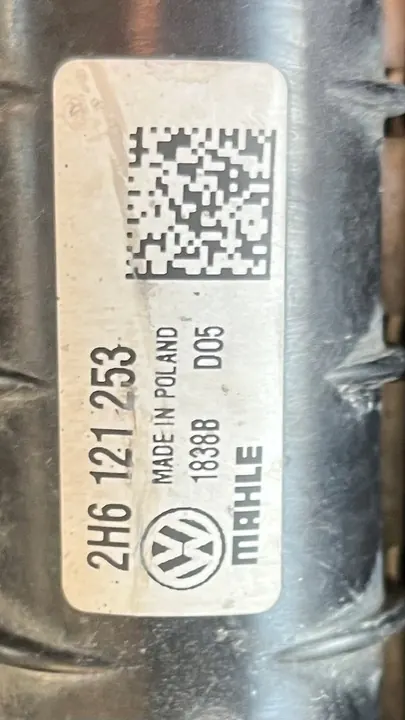 2H6 121 253
MADE IN POLAND
1838B D05
MAHLE